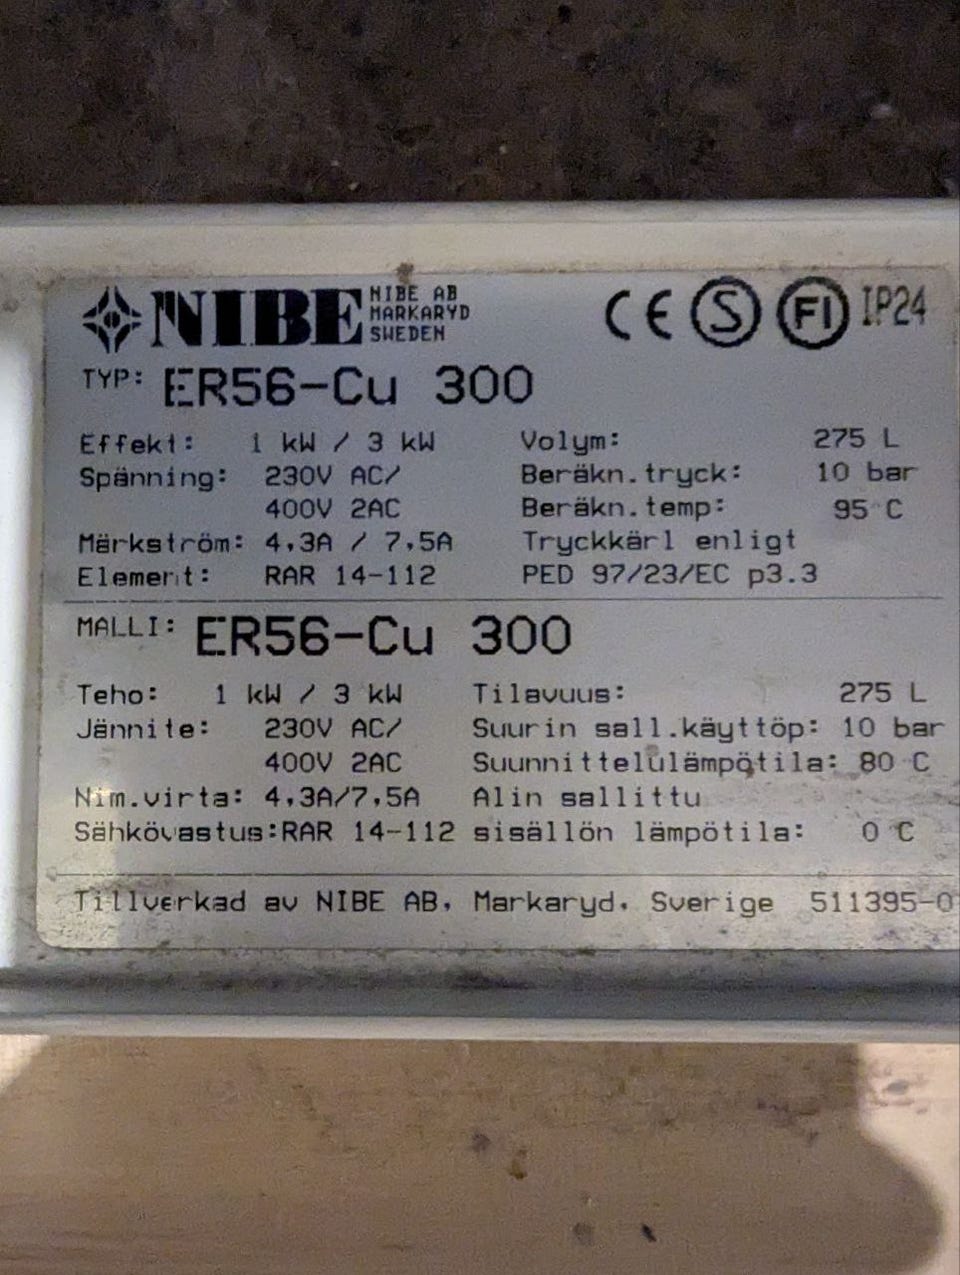 NIBE NIBE AB
MARKARYD
SWEDEN
CE S FI IP24
TYP: ER56-Cu 300
Effekt: 1 kW / 3 kW Volym: 275 L
Spänning: 230V AC/ Beräkn.tryck: 10 bar
400V 2AC Beräkn.temp: 95 C
Märkström: 4,3A / 7,5A Tryckkärl enligt
Element: RAR 14-112 PED 97/23/EC p3.3
MALLI: ER56-Cu 300
Teho: 1 kW / 3 kW Tilavuus: 275 L
Jännite: 230V AC/ Suurin sall.käyttöp: 10 bar
400V 2AC Suunnittelulämpötila: 80 C
Nim.virta: 4,3A/7,5A Alin sallittu
Sähkövastus:RAR 14-112 sisällön lämpötila: 0 C
Tillverkad av NIBE AB, Markaryd, Sverige 511395-0